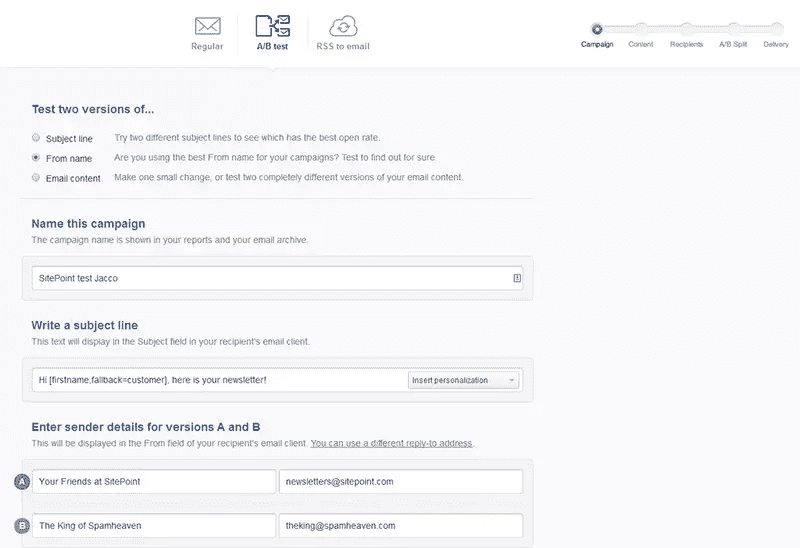 Regular
A/B test
RSS to email
Campaign
Content
Recipients
A/B Split
Delivery
Test two versions of...
Subject line Try two different subject lines to see which has the best open rate.
From name Are you using the best From name for your campaigns? Test to find out for sure
Email content Make one small change, or test two completely different versions of your email content.
Name this campaign
The campaign name is shown in your reports and your email archive.
SitePoint test Jacco
Write a subject line
This text will display in the Subject field in your recipient's email client.
Hi [firstname,fallback=customer], here is your newsletter!
Insert personalization
Enter sender details for versions A and B
This will be displayed in the From field of your recipient's email client. You can use a different reply-to address.
A Your Friends at SitePoint newsletters@sitepoint.com
B The King of Spamheaven theking@spamheaven.com